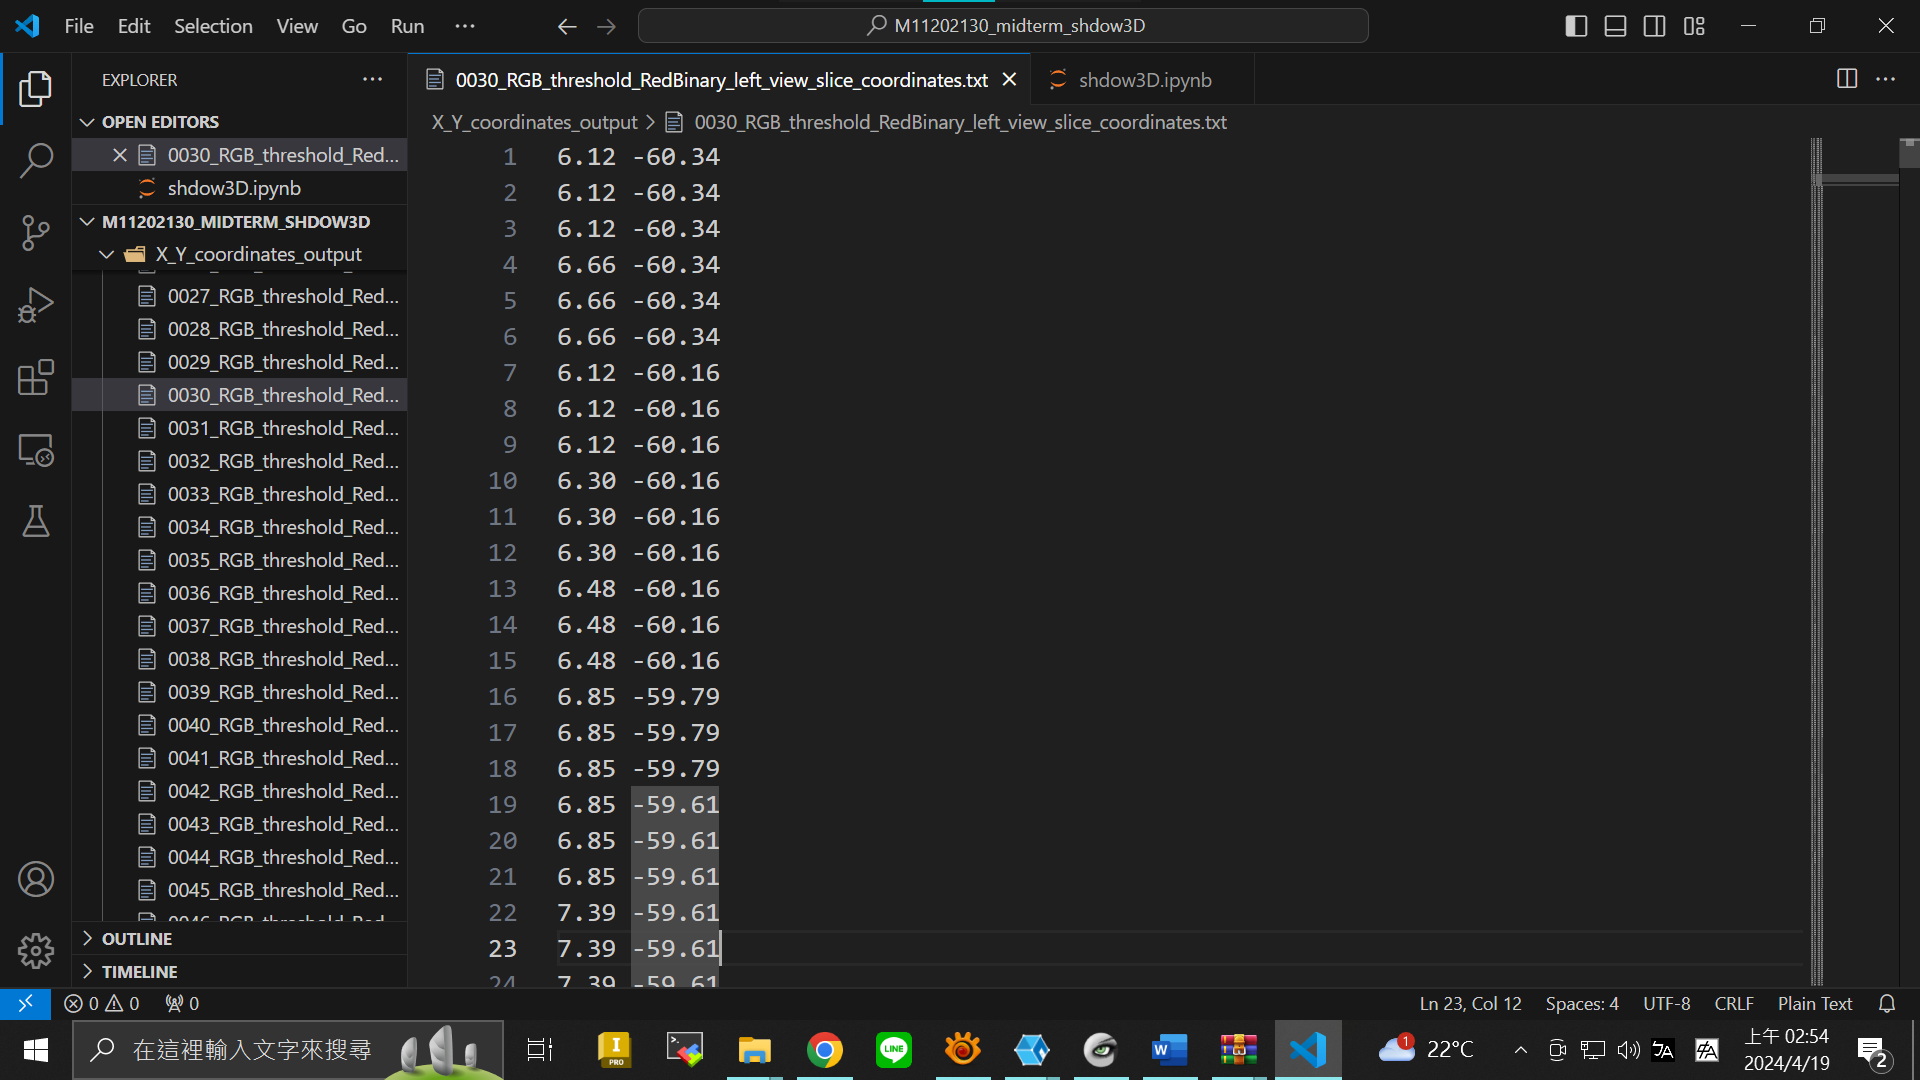 File Edit Selection View Go Run ··· M11202130_midterm_shdow3D
EXPLORER ···
OPEN EDITORS
0030_RGB_threshold_Red...
shdow3D.ipynb
M11202130_MIDTERM_SHDOW3D
X_Y_coordinates_output
0027_RGB_threshold_Red...
0028_RGB_threshold_Red...
0029_RGB_threshold_Red...
0030_RGB_threshold_Red...
0031_RGB_threshold_Red...
0032_RGB_threshold_Red...
0033_RGB_threshold_Red...
0034_RGB_threshold_Red...
0035_RGB_threshold_Red...
0036_RGB_threshold_Red...
0037_RGB_threshold_Red...
0038_RGB_threshold_Red...
0039_RGB_threshold_Red...
0040_RGB_threshold_Red...
0041_RGB_threshold_Red...
0042_RGB_threshold_Red...
0043_RGB_threshold_Red...
0044_RGB_threshold_Red...
0045_RGB_threshold_Red...
0046_RGB_threshold_Red...
OUTLINE
TIMELINE
0030_RGB_threshold_RedBinary_left_view_slice_coordinates.txt shdow3D.ipynb
X_Y_coordinates_output > 0030_RGB_threshold_RedBinary_left_view_slice_coordinates.txt
1 6.12 -60.34
2 6.12 -60.34
3 6.12 -60.34
4 6.66 -60.34
5 6.66 -60.34
6 6.66 -60.34
7 6.12 -60.16
8 6.12 -60.16
9 6.12 -60.16
10 6.30 -60.16
11 6.30 -60.16
12 6.30 -60.16
13 6.48 -60.16
14 6.48 -60.16
15 6.48 -60.16
16 6.85 -59.79
17 6.85 -59.79
18 6.85 -59.79
19 6.85 -59.61
20 6.85 -59.61
21 6.85 -59.61
22 7.39 -59.61
23 7.39 -59.61
24 7.39 -59.61
0 0 0 Ln 23, Col 12 Spaces: 4 UTF-8 CRLF Plain Text
在這裡輸入文字來搜尋 I PRO LINE W 1 22°C 上午 02:54
2024/4/19 2